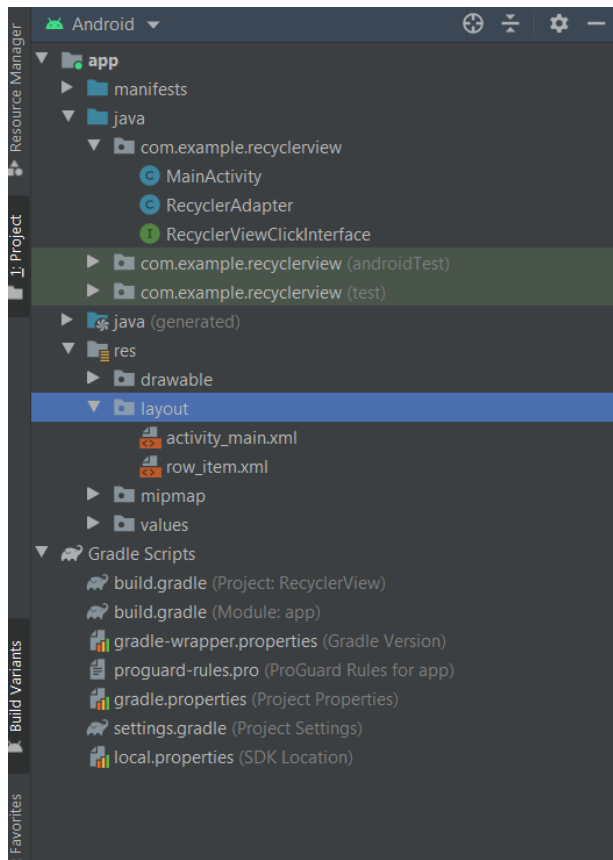 Android
app
manifests
java
com.example.recyclerview
C MainActivity
C RecyclerAdapter
I RecyclerViewClickInterface
com.example.recyclerview (androidTest)
com.example.recyclerview (test)
java (generated)
res
drawable
layout
activity_main.xml
row_item.xml
mipmap
values
Gradle Scripts
build.gradle (Project: RecyclerView)
build.gradle (Module: app)
gradle-wrapper.properties (Gradle Version)
proguard-rules.pro (ProGuard Rules for app)
gradle.properties (Project Properties)
settings.gradle (Project Settings)
local.properties (SDK Location)
Resource Manager
1: Project
Build Variants
Favorites